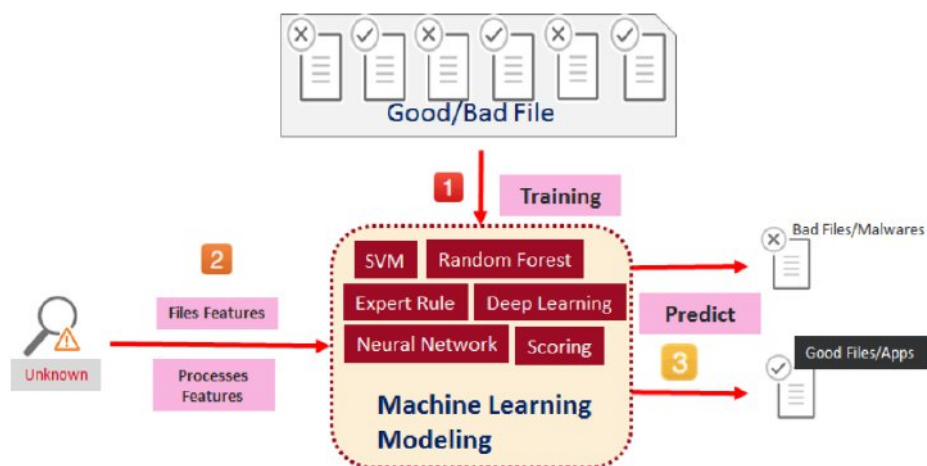 Good/Bad File
1
Training
Bad Files/Malwares
SVM
Random Forest
2
Files Features
Expert Rule
Deep Learning
Predict
Neural Network
Scoring
3
Good Files/Apps
Unknown
Processes
Features
Machine Learning
Modeling